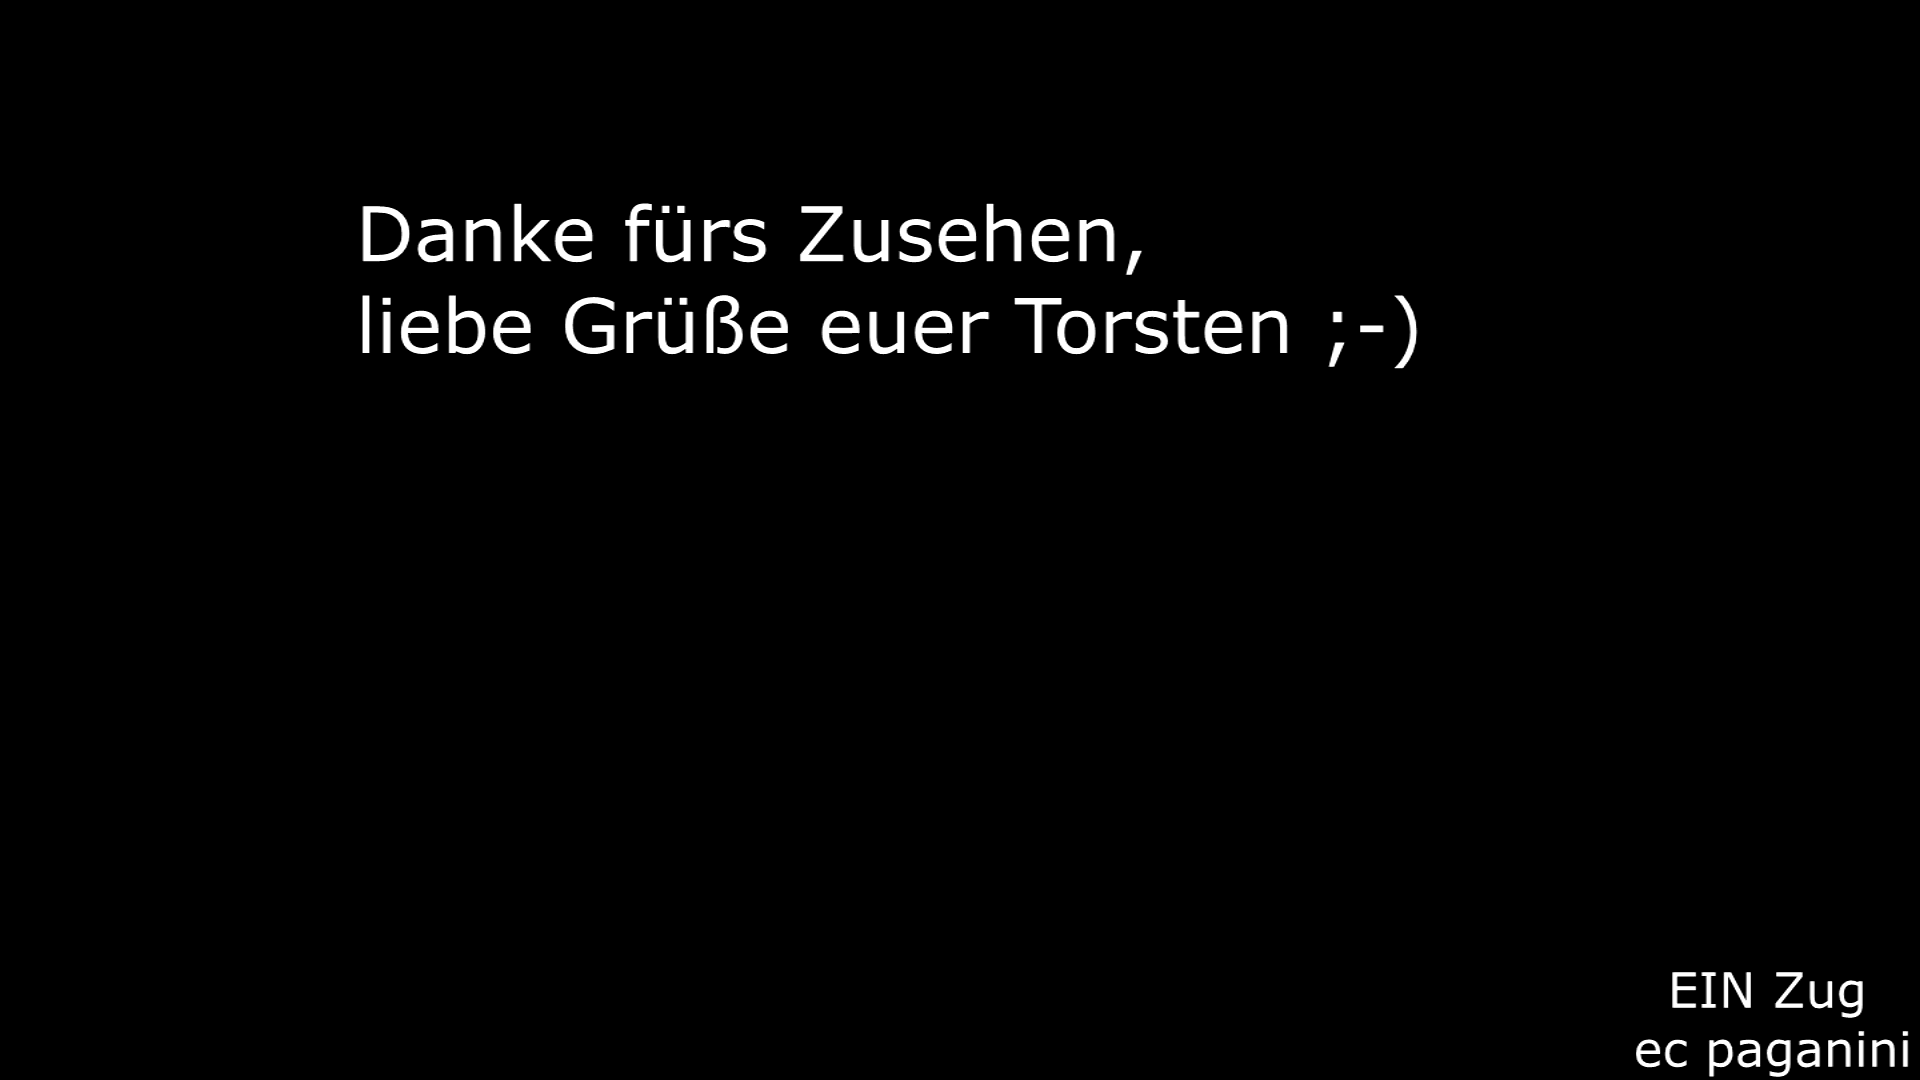 Danke fürs Zusehen,
liebe Grüße euer Torsten ;-)
EIN Zug
ec paganini